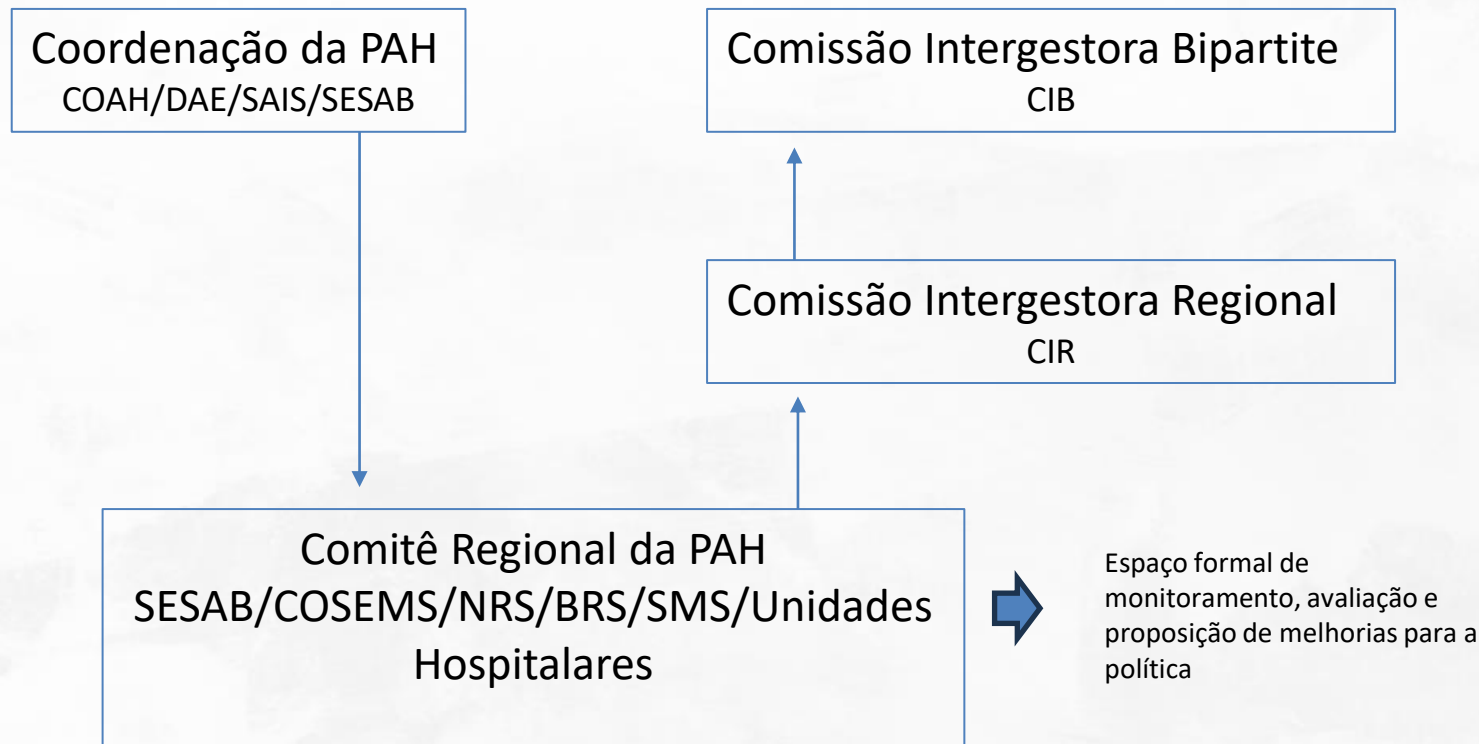 Coordenação da PAH
COAH/DAE/SAIS/SESAB
Comissão Intergestora Bipartite
CIB
Comissão Intergestora Regional
CIR
Comitê Regional da PAH
SESAB/COSEMS/NRS/BRS/SMS/Unidades
Hospitalares
Espaço formal de
monitoramento, avaliação e
proposição de melhorias para a
política